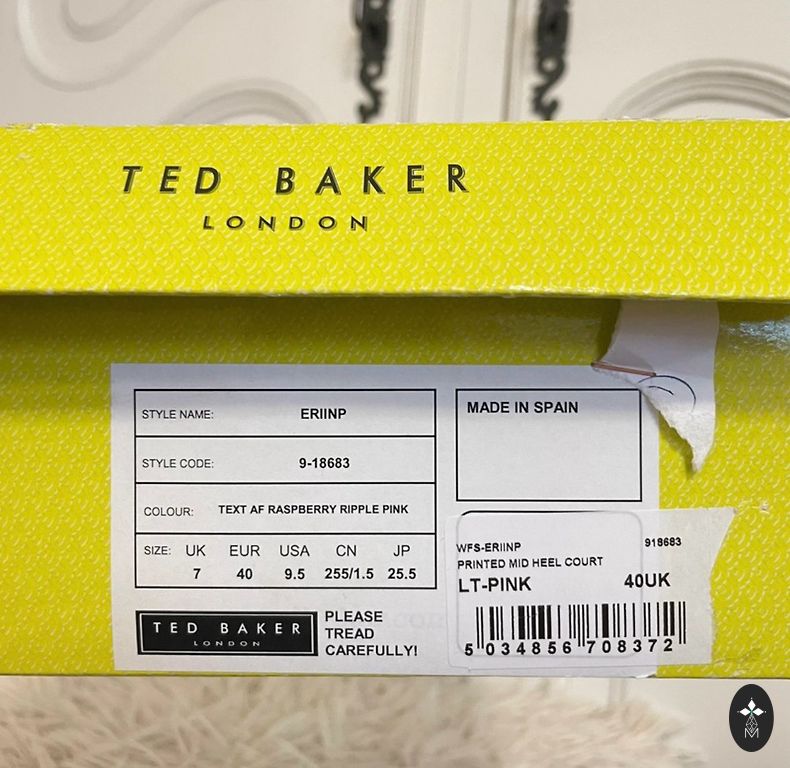 TED BAKER
LONDON
STYLE NAME: ERIINP
STYLE CODE: 9-18683
COLOUR: TEXT AF RASPBERRY RIPPLE PINK
SIZE: UK EUR USA CN JP
7 40 9.5 255/1.5 25.5
TED BAKER
LONDON
PLEASE
TREAD
CAREFULLY!
MADE IN SPAIN
WFS-ERIINP 918683
PRINTED MID HEEL COURT
LT-PINK 40UK
5 034856 708372
M